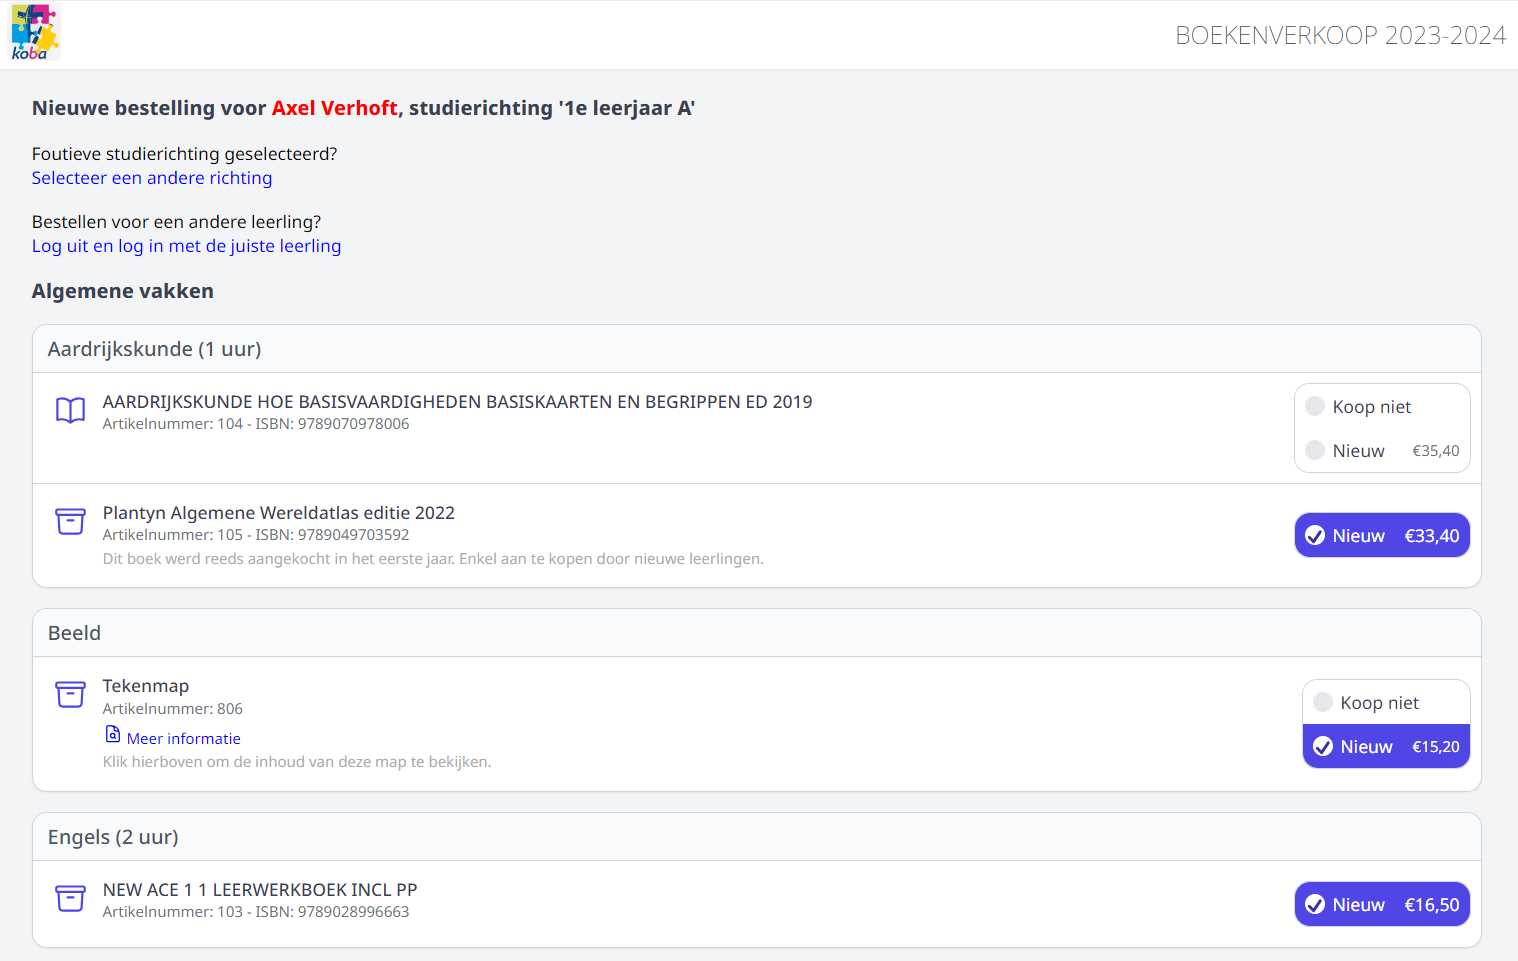 koba
BOEKENVERKOOP 2023-2024
Nieuwe bestelling voor Axel Verhoft, studierichting '1e leerjaar A'
Foutieve studierichting geselecteerd?
Selecteer een andere richting
Bestellen voor een andere leerling?
Log uit en log in met de juiste leerling
Algemene vakken
Aardrijkskunde (1 uur)
AARDRIJKSKUNDE HOE BASISVAARDIGHEDEN BASISKAARTEN EN BEGRIPPEN ED 2019
Artikelnummer: 104 - ISBN: 9789070978006
Koop niet
Nieuw €35,40
Plantyn Algemene Wereldatlas editie 2022
Artikelnummer: 105 - ISBN: 9789049703592
Dit boek werd reeds aangekocht in het eerste jaar. Enkel aan te kopen door nieuwe leerlingen.
Nieuw €33,40
Beeld
Tekenmap
Artikelnummer: 806
Meer informatie
Klik hierboven om de inhoud van deze map te bekijken.
Koop niet
Nieuw €15,20
Engels (2 uur)
NEW ACE 1 1 LEERWERKBOEK INCL PP
Artikelnummer: 103 - ISBN: 9789028996663
Nieuw €16,50